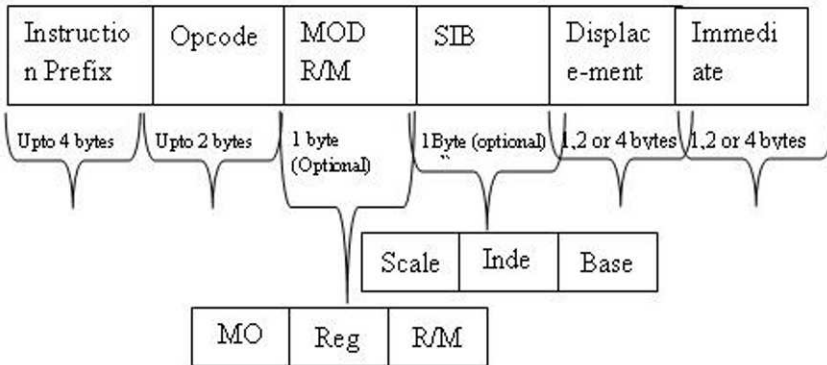 Instructio
n Prefix
Opcode
MOD
R/M
SIB
Displac
e-ment
Immedi
ate
Upto 4 bytes
Upto 2 bytes
1 byte
(Optional)
1Byte (optional)
1,2 or 4 bytes
1,2 or 4 bytes
Scale
Inde
Base
MO
Reg
R/M